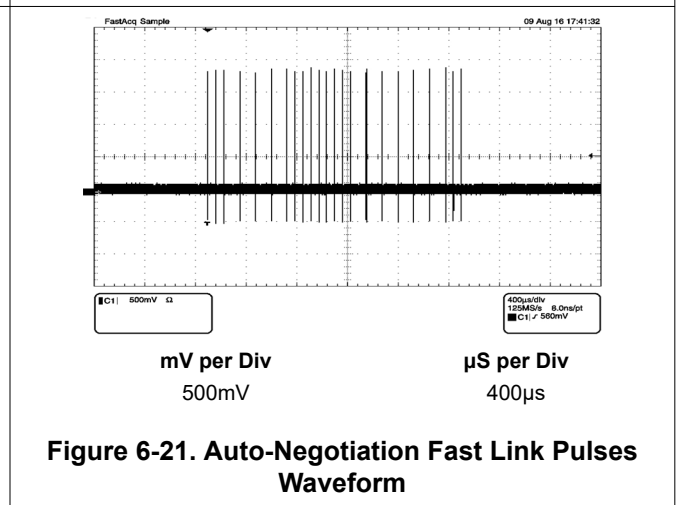 FastAcq Sample 09 Aug 16 17:41:32
C1 500mV Ω
400µs/div
125MS/s 8.0ns/pt
C1 560mV
mV per Div µS per Div
500mV 400µs
Figure 6-21. Auto-Negotiation Fast Link Pulses
Waveform